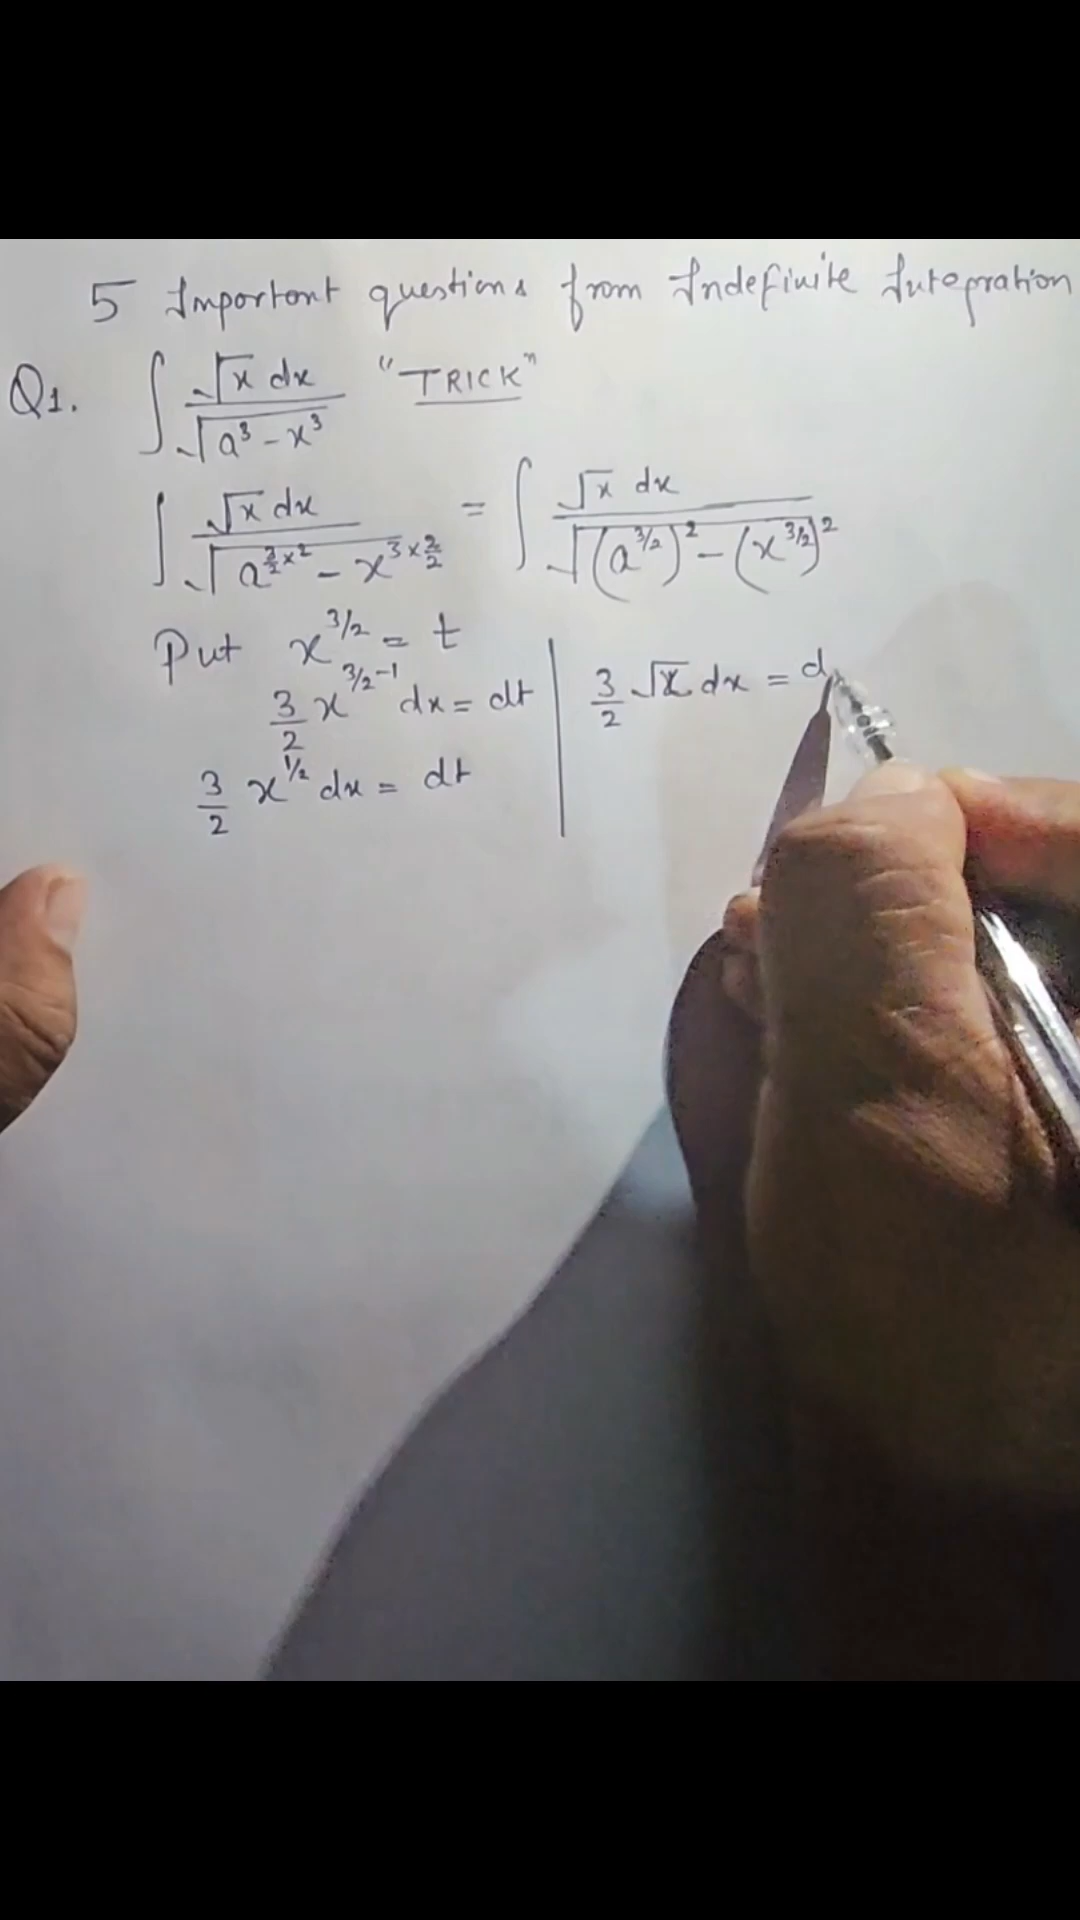 5 Important questions from Indefinite Integration
Q1. ∫ √x dx / √(a³ - x³) "TRICK"
∫ √x dx / √(a^(3/2 × 2) - x^(3 × 2/2)) = ∫ √x dx / √((a^(3/2))² - (x^(3/2))²)
Put x^(3/2) = t
3/2 x^(3/2 - 1) dx = dt
3/2 x^(1/2) dx = dt
3/2 √x dx = d